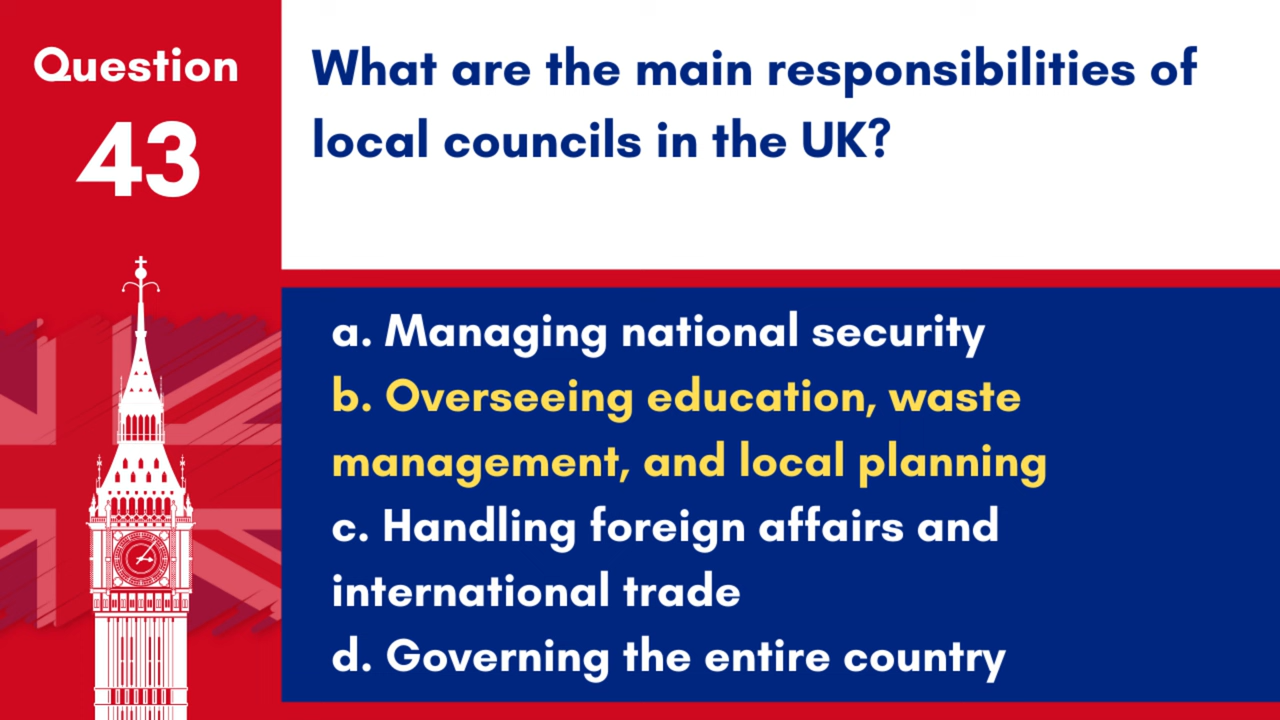 Question
43
What are the main responsibilities of
local councils in the UK?
a. Managing national security
b. Overseeing education, waste
management, and local planning
c. Handling foreign affairs and
international trade
d. Governing the entire country